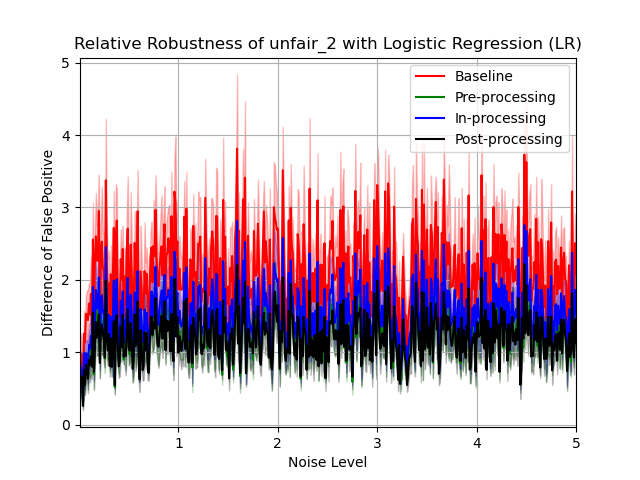 Relative Robustness of unfair_2 with Logistic Regression (LR)
Difference of False Positive
5
4
3
2
1
0
Baseline
Pre-processing
In-processing
Post-processing
1
2
3
4
5
Noise Level